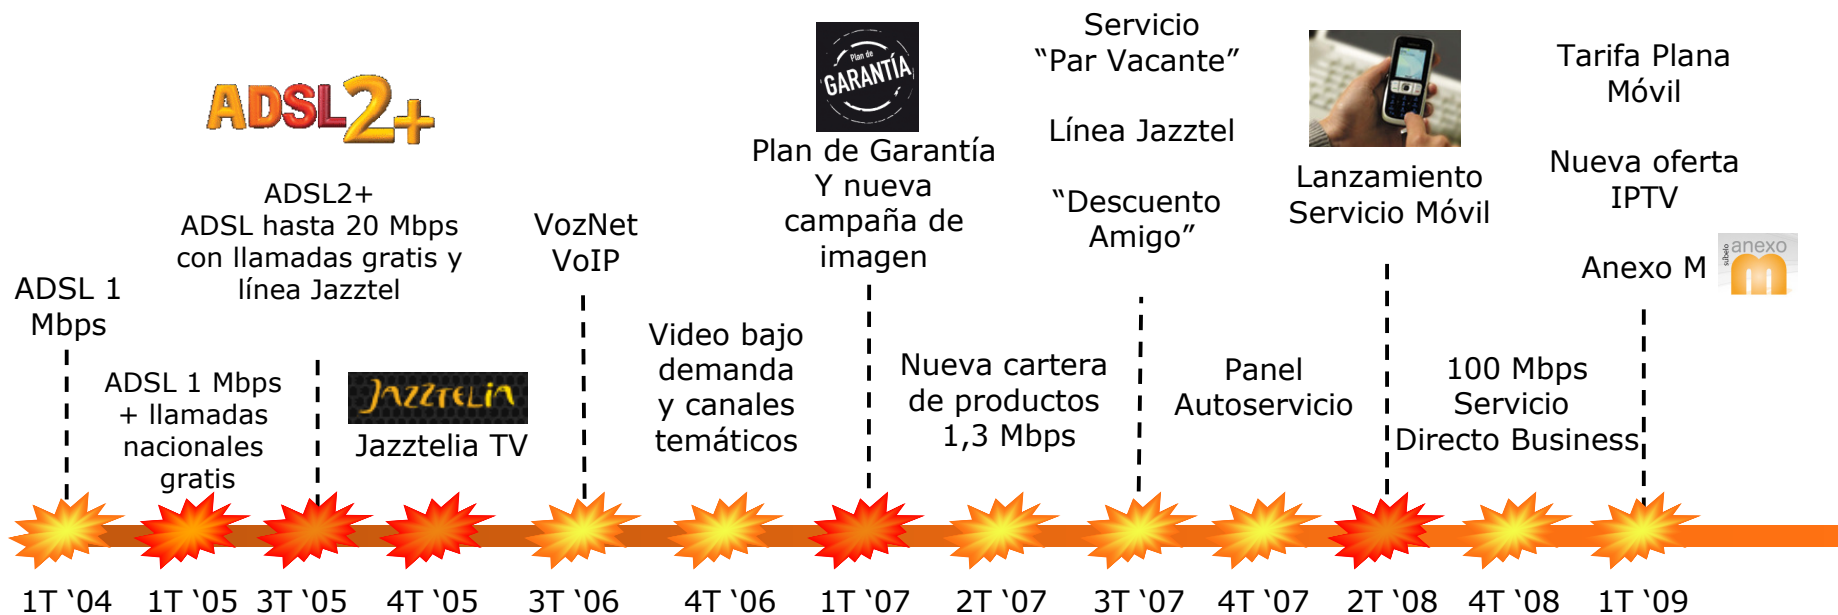 ADSL 1
Mbps
ADSL 1 Mbps
+ llamadas
nacionales
gratis
ADSL2+
ADSL2+
ADSL hasta 20 Mbps
con llamadas gratis y
línea Jazztel
JAZZTELIA
Jazztelia TV
VozNet
VoIP
Video bajo
demanda
y canales
temáticos
Plan de
GARANTÍA
Plan de Garantía
Y nueva
campaña de
imagen
Nueva cartera
de productos
1,3 Mbps
Servicio
“Par Vacante”
Línea Jazztel
“Descuento
Amigo”
Panel
Autoservicio
Lanzamiento
Servicio Móvil
100 Mbps
Servicio
Directo Business
Tarifa Plana
Móvil
Nueva oferta
IPTV
Anexo M
subelo
anexo
m
1T ‘04
1T ‘05
3T ‘05
4T ‘05
3T ‘06
4T ‘06
1T ‘07
2T ‘07
3T ‘07
4T ‘07
2T ‘08
4T ‘08
1T ‘09